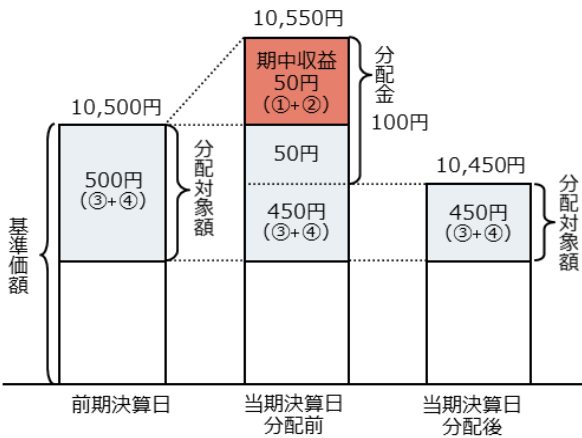 10,550円
期中収益
50円
(①+②)
分配金
100円
10,500円
500円
(③+④)
分配対象額
50円
450円
(③+④)
10,450円
450円
(③+④)
分配対象額
基準価額
前期決算日
当期決算日
分配前
当期決算日
分配後